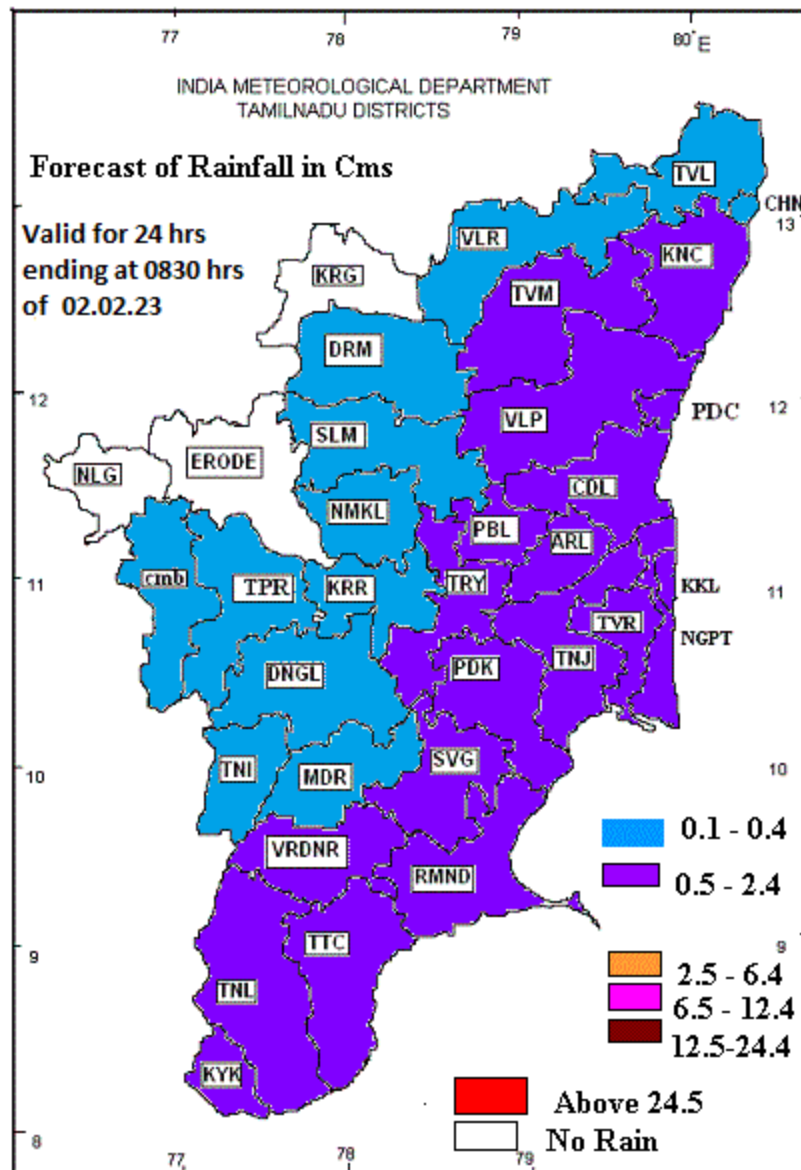 77 78 79 80°E
INDIA METEOROLOGICAL DEPARTMENT
TAMILNADU DISTRICTS
Forecast of Rainfall in Cms
TVL
CHN
13
Valid for 24 hrs
ending at 0830 hrs
of 02.02.23
VLR
KNC
KRG
TVM
DRM
12
12
PDC
VLP
SLM
ERODE
NLG
CDL
NMKL
PBL
ARL
11
cmb
TPR
KRR
TRY
KKL
11
TVR
NGPT
DNGL
PDK
TNJ
10
TNI
MDR
SVG
10
0.1 - 0.4
VRDNR
RMND
0.5 - 2.4
9
TTC
9
TNL
2.5 - 6.4
6.5 - 12.4
12.5-24.4
KYK
Above 24.5
No Rain
8
77 78 79